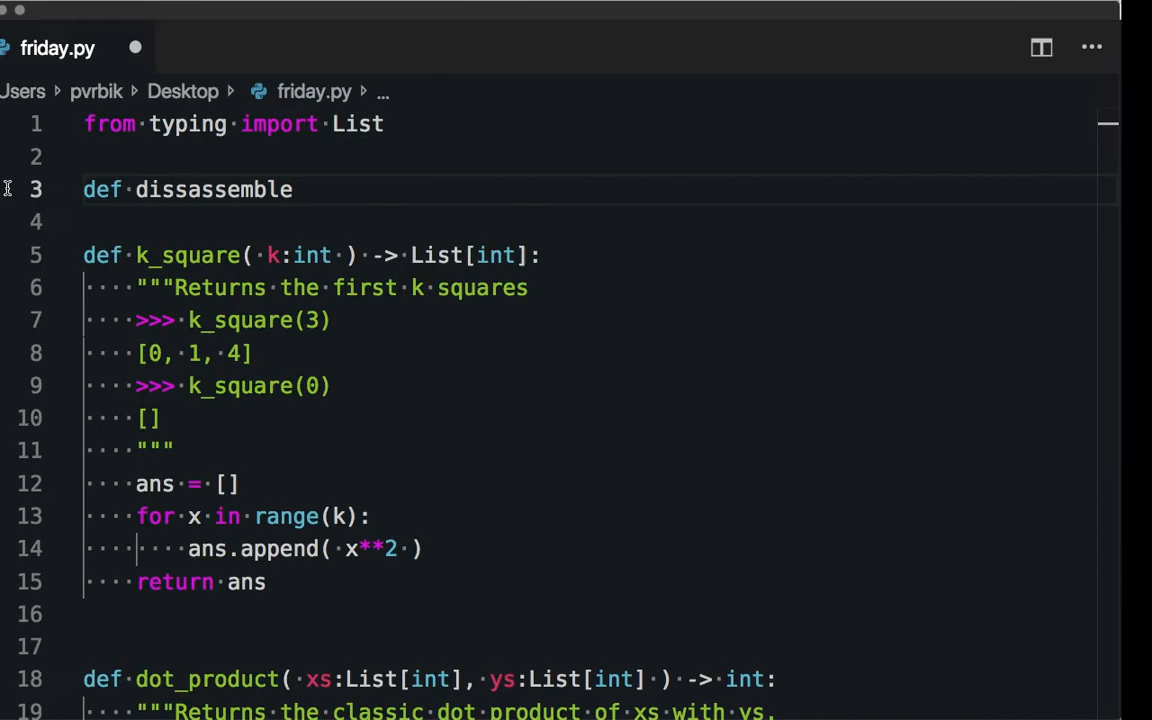 friday.py
Users pvrbik Desktop friday.py ...
1 from typing import List
2
3 def dissassemble
4
5 def k_square( k:int ) -> List[int]:
6 """Returns the first k squares
7 >>> k_square(3)
8 [0, 1, 4]
9 >>> k_square(0)
10 []
11 """
12 ans = []
13 for x in range(k):
14 ans.append( x**2 )
15 return ans
16
17
18 def dot_product( xs:List[int], ys:List[int] ) -> int:
19 """Returns the classic dot product of xs with ys.